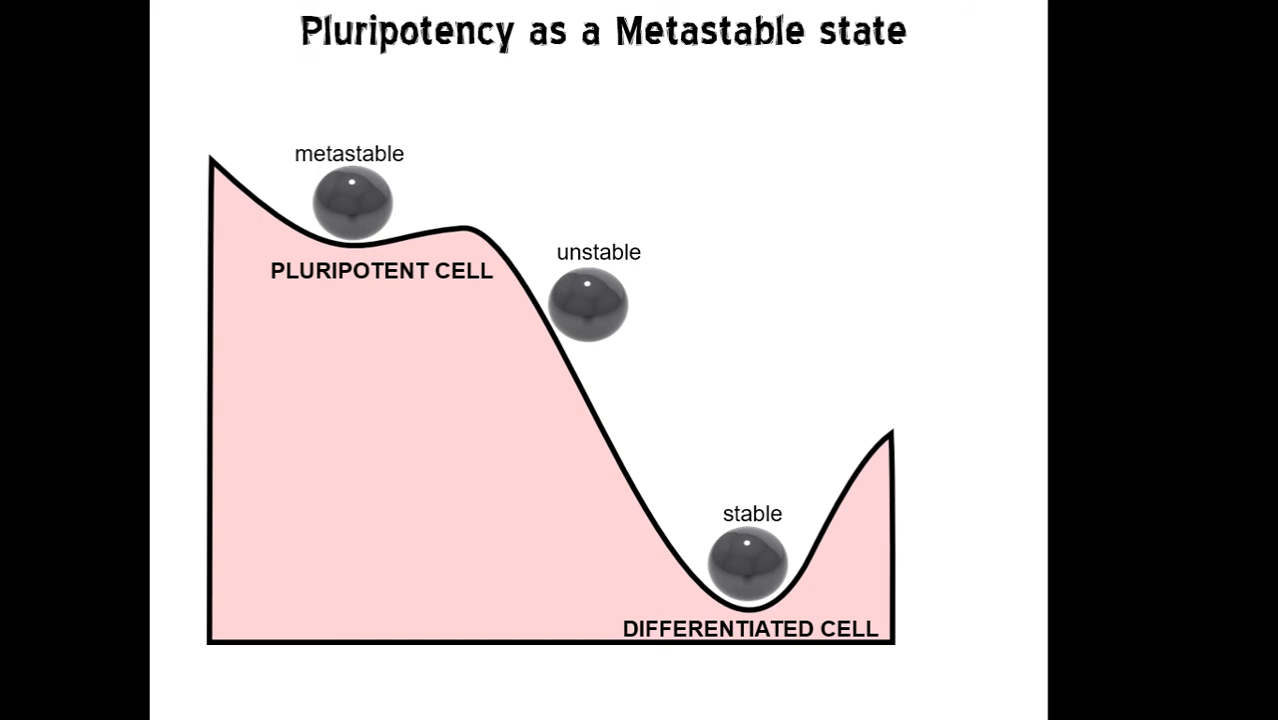 Pluripotency as a Metastable state
metastable
PLURIPOTENT CELL
unstable
stable
DIFFERENTIATED CELL